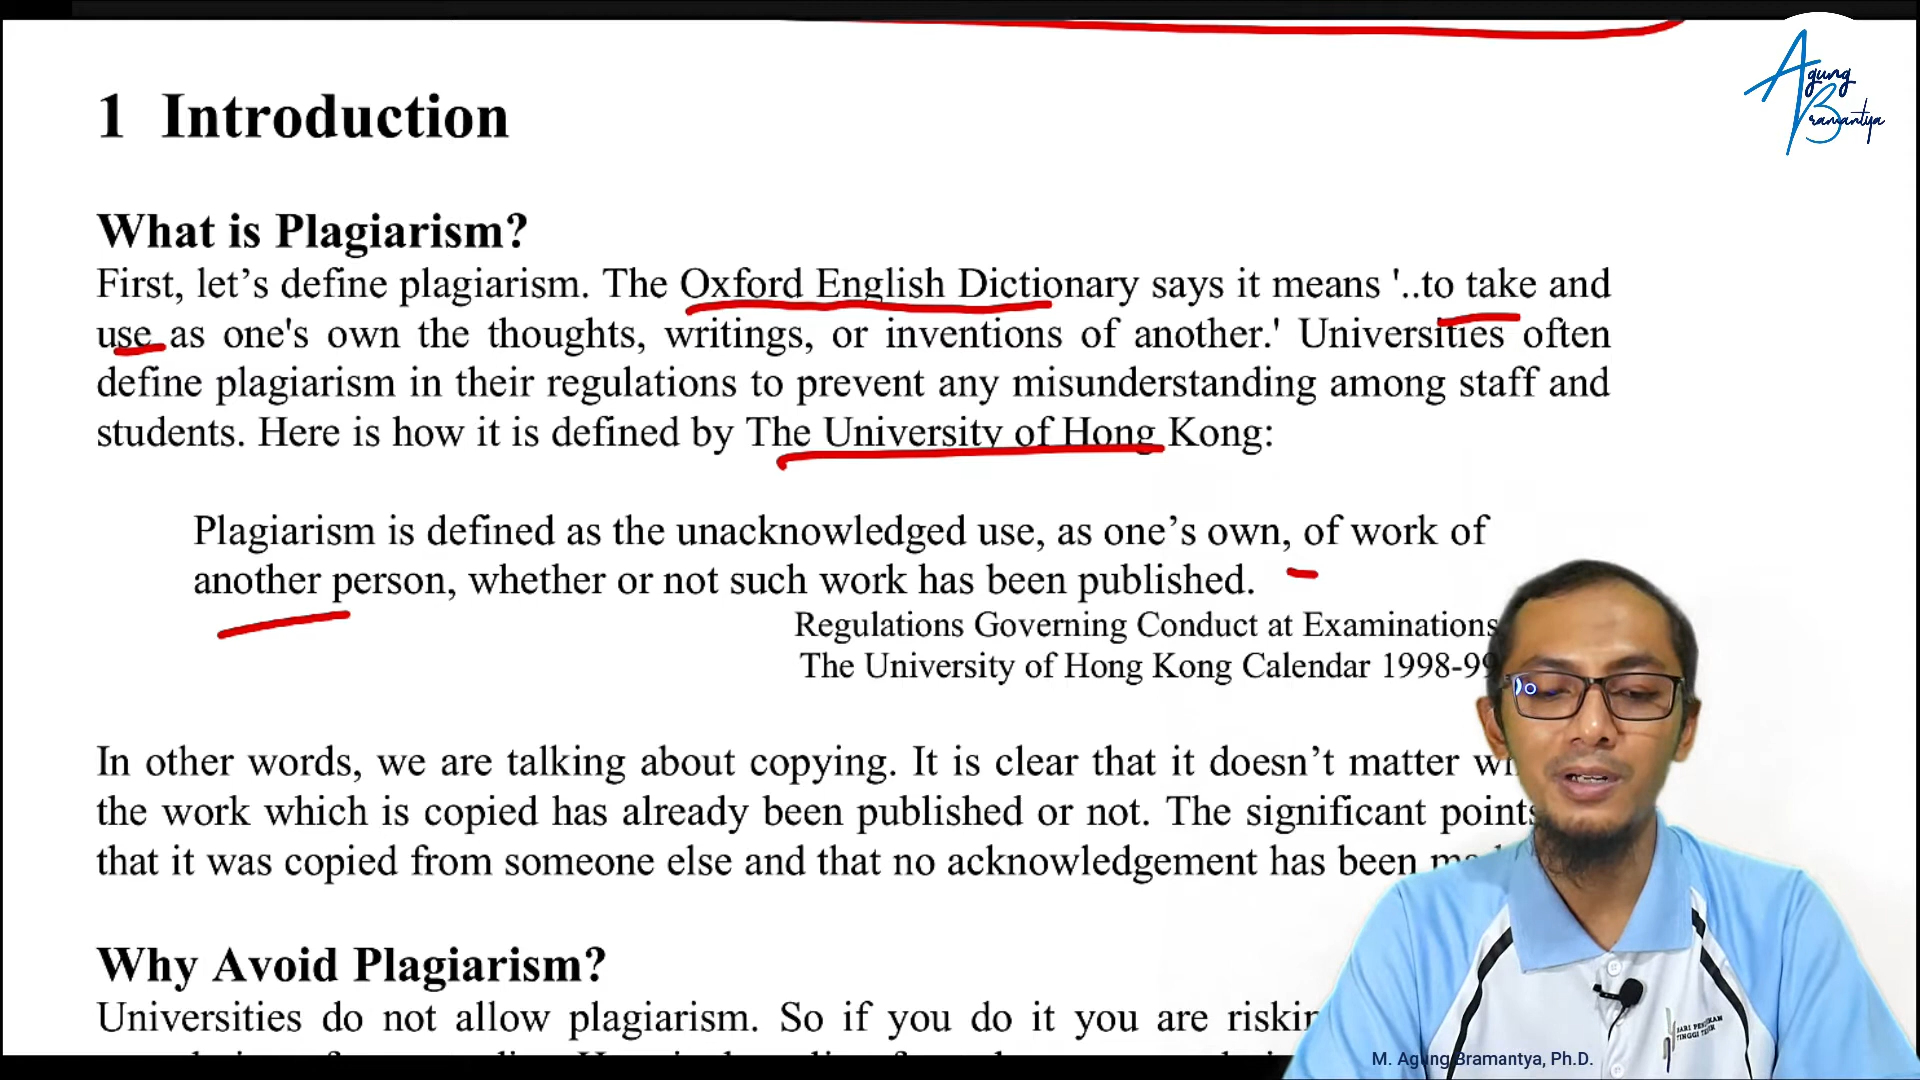 Agung
Bramantya
1 Introduction
What is Plagiarism?
First, let’s define plagiarism. The Oxford English Dictionary says it means '..to take and
use as one's own the thoughts, writings, or inventions of another.' Universities often
define plagiarism in their regulations to prevent any misunderstanding among staff and
students. Here is how it is defined by The University of Hong Kong:
Plagiarism is defined as the unacknowledged use, as one’s own, of work of
another person, whether or not such work has been published.
Regulations Governing Conduct at Examinations
The University of Hong Kong Calendar 1998-99
In other words, we are talking about copying. It is clear that it doesn’t matter
the work which is copied has already been published or not. The significant points
that it was copied from someone else and that no acknowledgement has been
Why Avoid Plagiarism?
Universities do not allow plagiarism. So if you do it you are
TINGGI
M. Agung Bramantya, Ph.D.